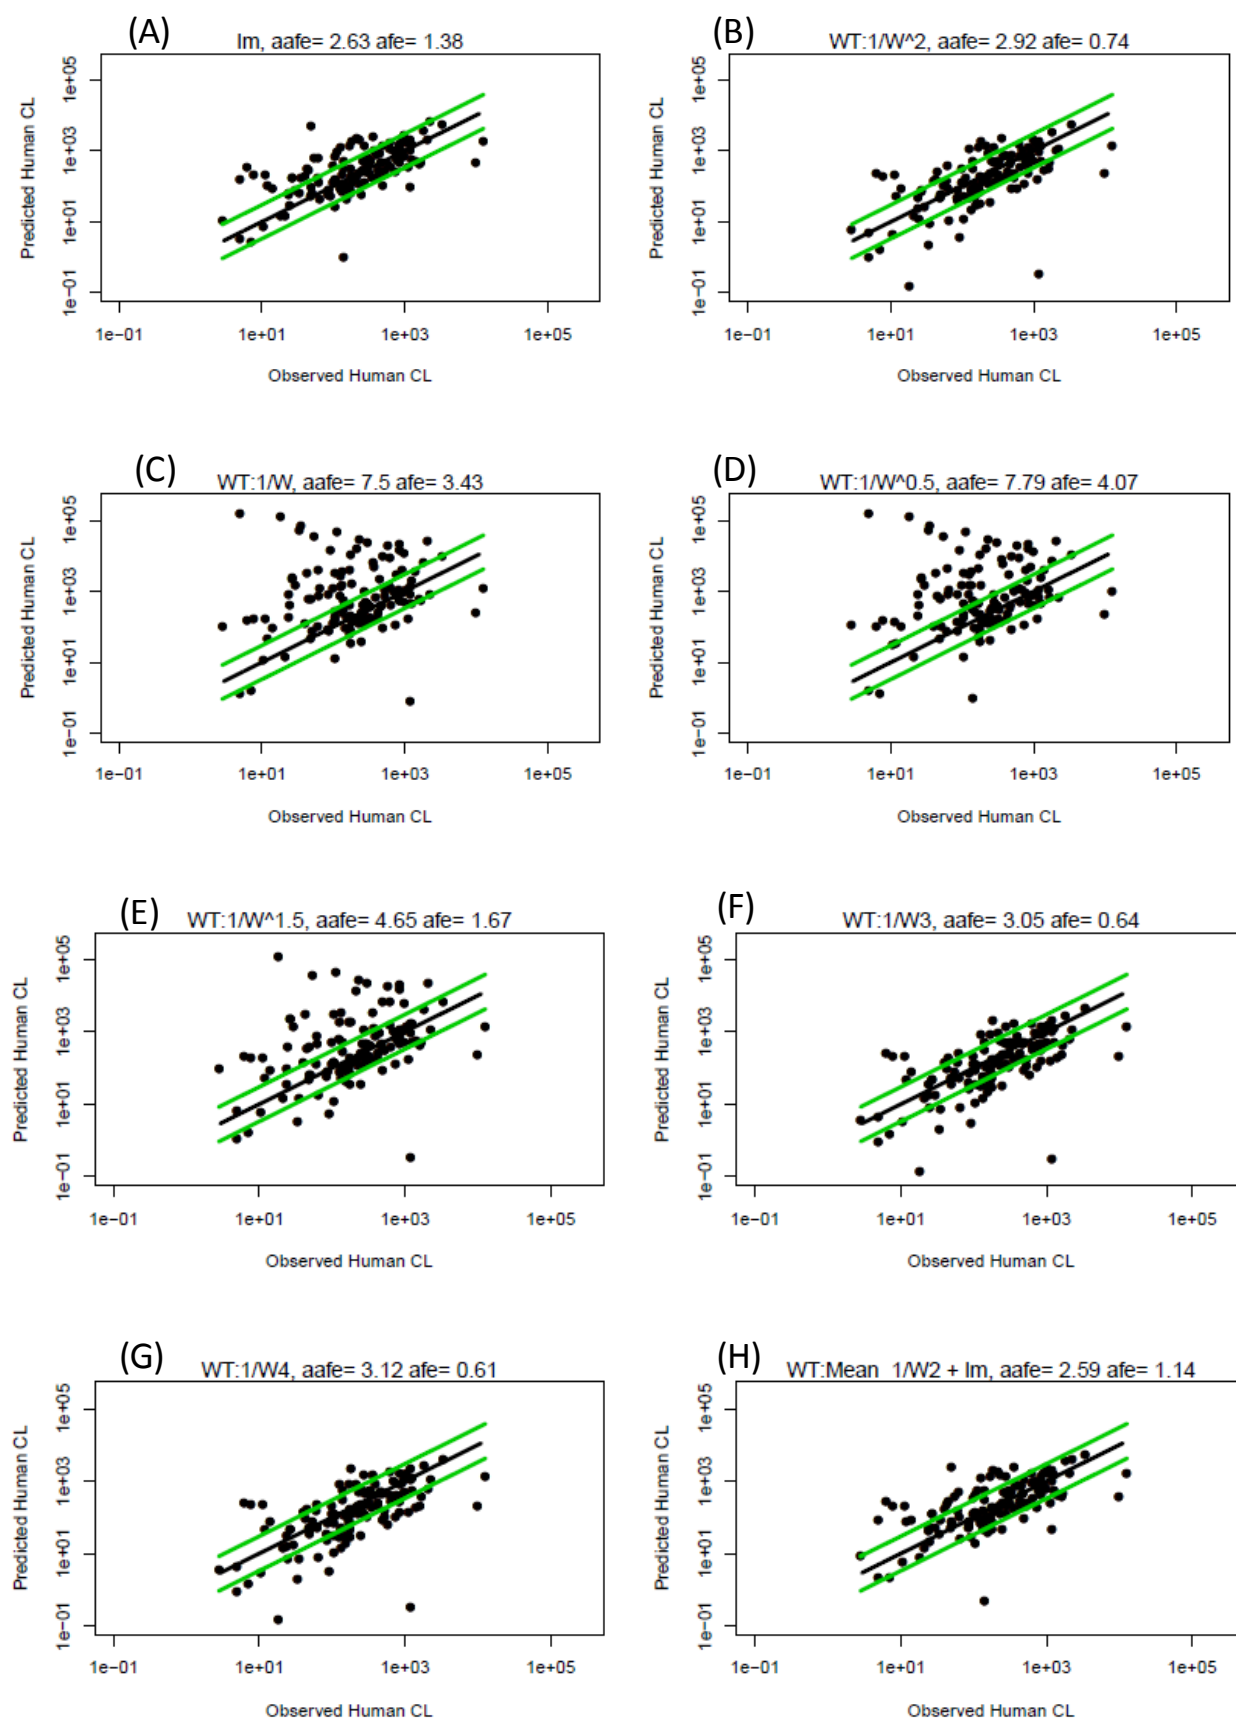 (A)
lm, aafe= 2.63 afe= 1.38
Predicted Human CL
1e+05
1e+03
1e+01
1e−01
1e−01 1e+01 1e+03 1e+05
Observed Human CL
(B)
WT:1/W^2, aafe= 2.92 afe= 0.74
Predicted Human CL
1e+05
1e+03
1e+01
1e−01
1e−01 1e+01 1e+03 1e+05
Observed Human CL
(C)
WT:1/W, aafe= 7.5 afe= 3.43
Predicted Human CL
1e+05
1e+03
1e+01
1e−01
1e−01 1e+01 1e+03 1e+05
Observed Human CL
(D)
WT:1/W^0.5, aafe= 7.79 afe= 4.07
Predicted Human CL
1e+05
1e+03
1e+01
1e−01
1e−01 1e+01 1e+03 1e+05
Observed Human CL
(E)
WT:1/W^1.5, aafe= 4.65 afe= 1.67
Predicted Human CL
1e+05
1e+03
1e+01
1e−01
1e−01 1e+01 1e+03 1e+05
Observed Human CL
(F)
WT:1/W3, aafe= 3.05 afe= 0.64
Predicted Human CL
1e+05
1e+03
1e+01
1e−01
1e−01 1e+01 1e+03 1e+05
Observed Human CL
(G)
WT:1/W4, aafe= 3.12 afe= 0.61
Predicted Human CL
1e+05
1e+03
1e+01
1e−01
1e−01 1e+01 1e+03 1e+05
Observed Human CL
(H)
WT:Mean 1/W2 + lm, aafe= 2.59 afe= 1.14
Predicted Human CL
1e+05
1e+03
1e+01
1e−01
1e−01 1e+01 1e+03 1e+05
Observed Human CL